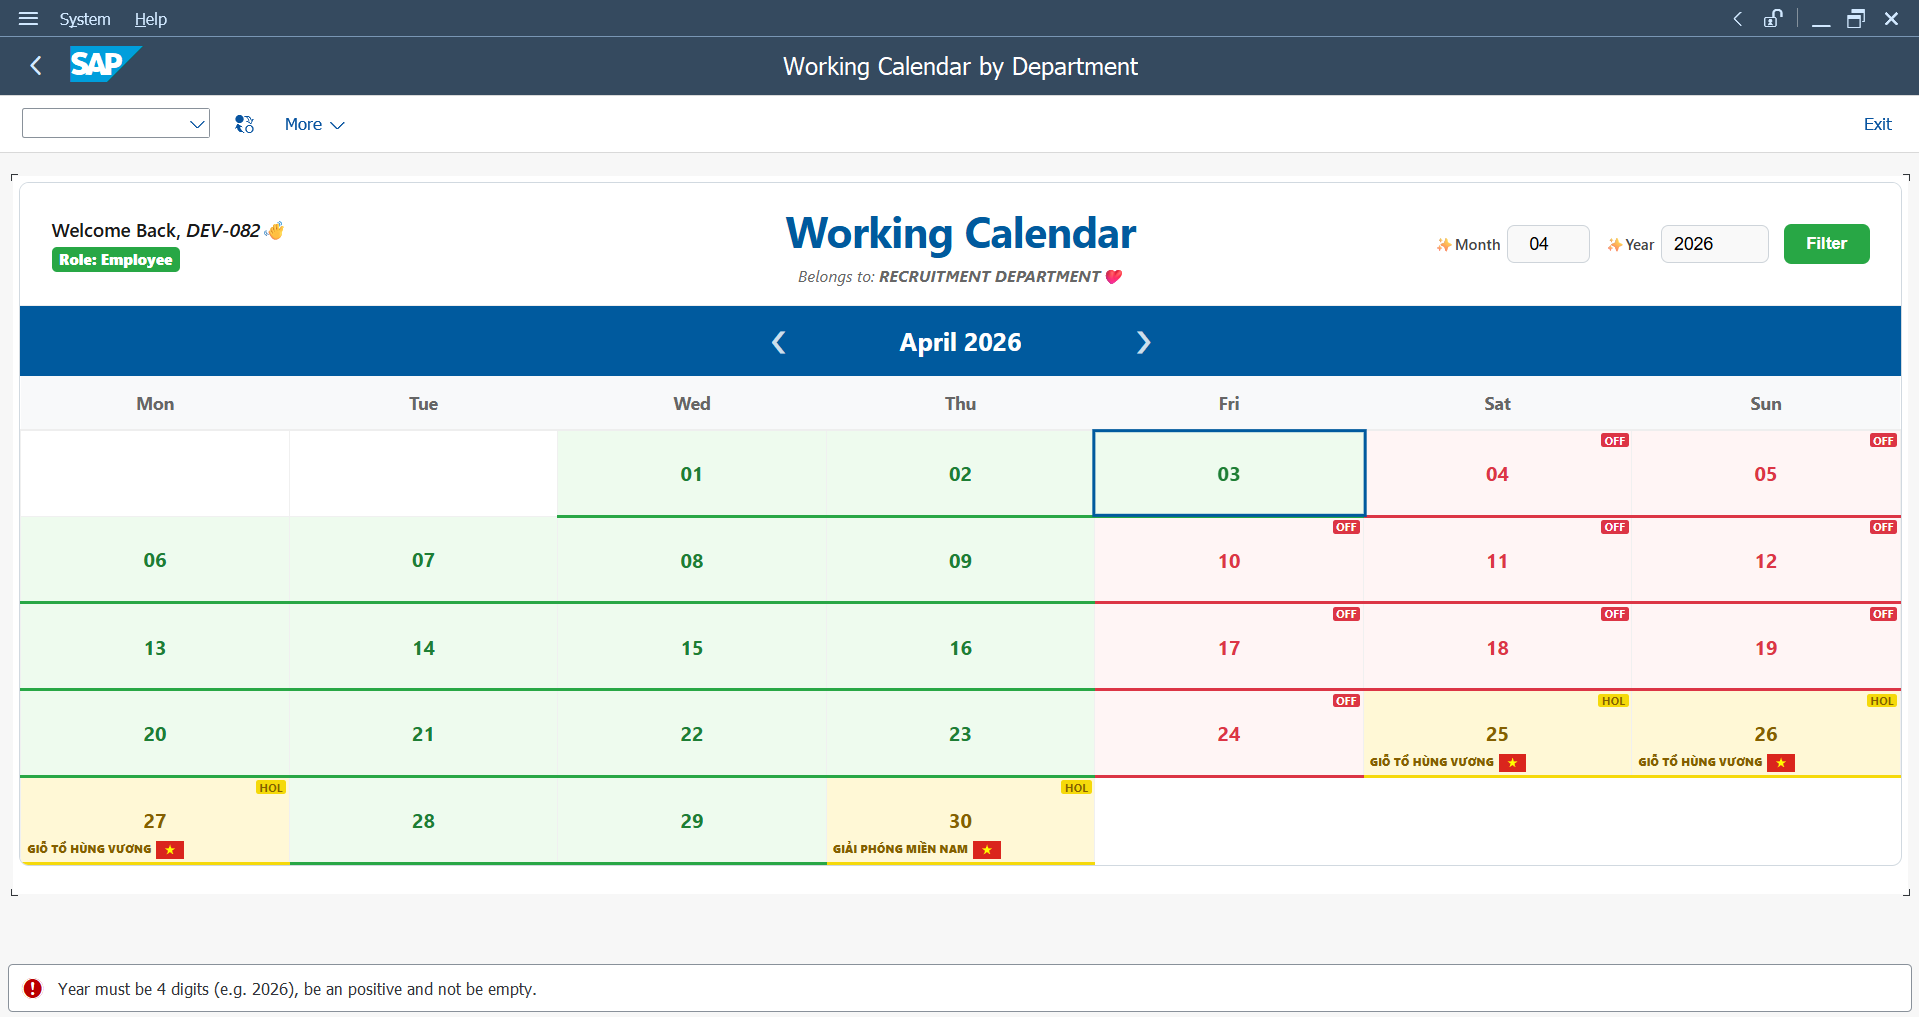 System Help
SAP
Working Calendar by Department
More
Exit
Welcome Back, DEV-082 👋
Role: Employee
Working Calendar
Belongs to: RECRUITMENT DEPARTMENT ❤️
✨Month 04 ✨Year 2026 Filter
❮ April 2026 ❯
Mon Tue Wed Thu Fri Sat Sun
OFF OFF
01 02 03 04 05
OFF OFF OFF
06 07 08 09 10 11 12
OFF OFF OFF
13 14 15 16 17 18 19
OFF HOL HOL
20 21 22 23 24 25 26
GIỖ TỔ HÙNG VƯƠNG GIỖ TỔ HÙNG VƯƠNG
HOL HOL
27 28 29 30
GIỖ TỔ HÙNG VƯƠNG GIẢI PHÓNG MIỀN NAM
Year must be 4 digits (e.g. 2026), be an positive and not be empty.